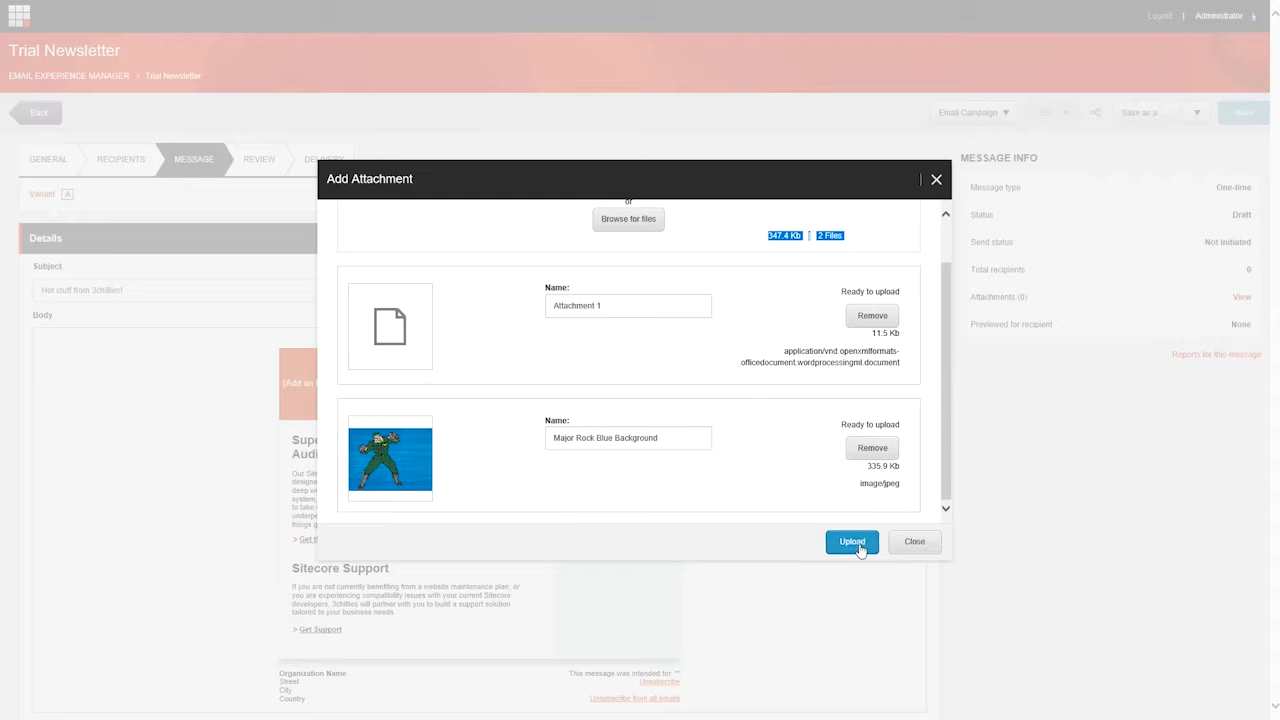 Logout | Administrator
Trial Newsletter
EMAIL EXPERIENCE MANAGER Trial Newsletter
Back
Email Campaign
Save as a...
GENERAL
RECIPIENTS
MESSAGE
REVIEW
DELIVERY
Variant A
Details
Subject
Hot stuff from 3chillies!
Body
[Add an
Supe
Audi
Our Site
designe
deep wi
system,
to take
underpe
things g
> Get th
Sitecore Support
If you are not currently benefiting from a website maintenance plan, or
you are experiencing compatibility issues with your current Sitecore
developers, 3chillies will partner with you to build a support solution
tailored to your business needs.
> Get Support
Organization Name
Street
City
Country
This message was intended for: ""
Unsubscribe
Unsubscribe from all emails
Add Attachment
or
Browse for files
347.4 Kb | 2 Files
Name:
Attachment 1
Ready to upload
Remove
11.5 Kb
application/vnd.openxmlformats-
officedocument.wordprocessingml.document
Name:
Major Rock Blue Background
Ready to upload
Remove
335.9 Kb
image/jpeg
Upload
Close
MESSAGE INFO
Message type One-time
Status Draft
Send status Not initiated
Total recipients 0
Attachments (0) View
Previewed for recipient None
Reports for this message